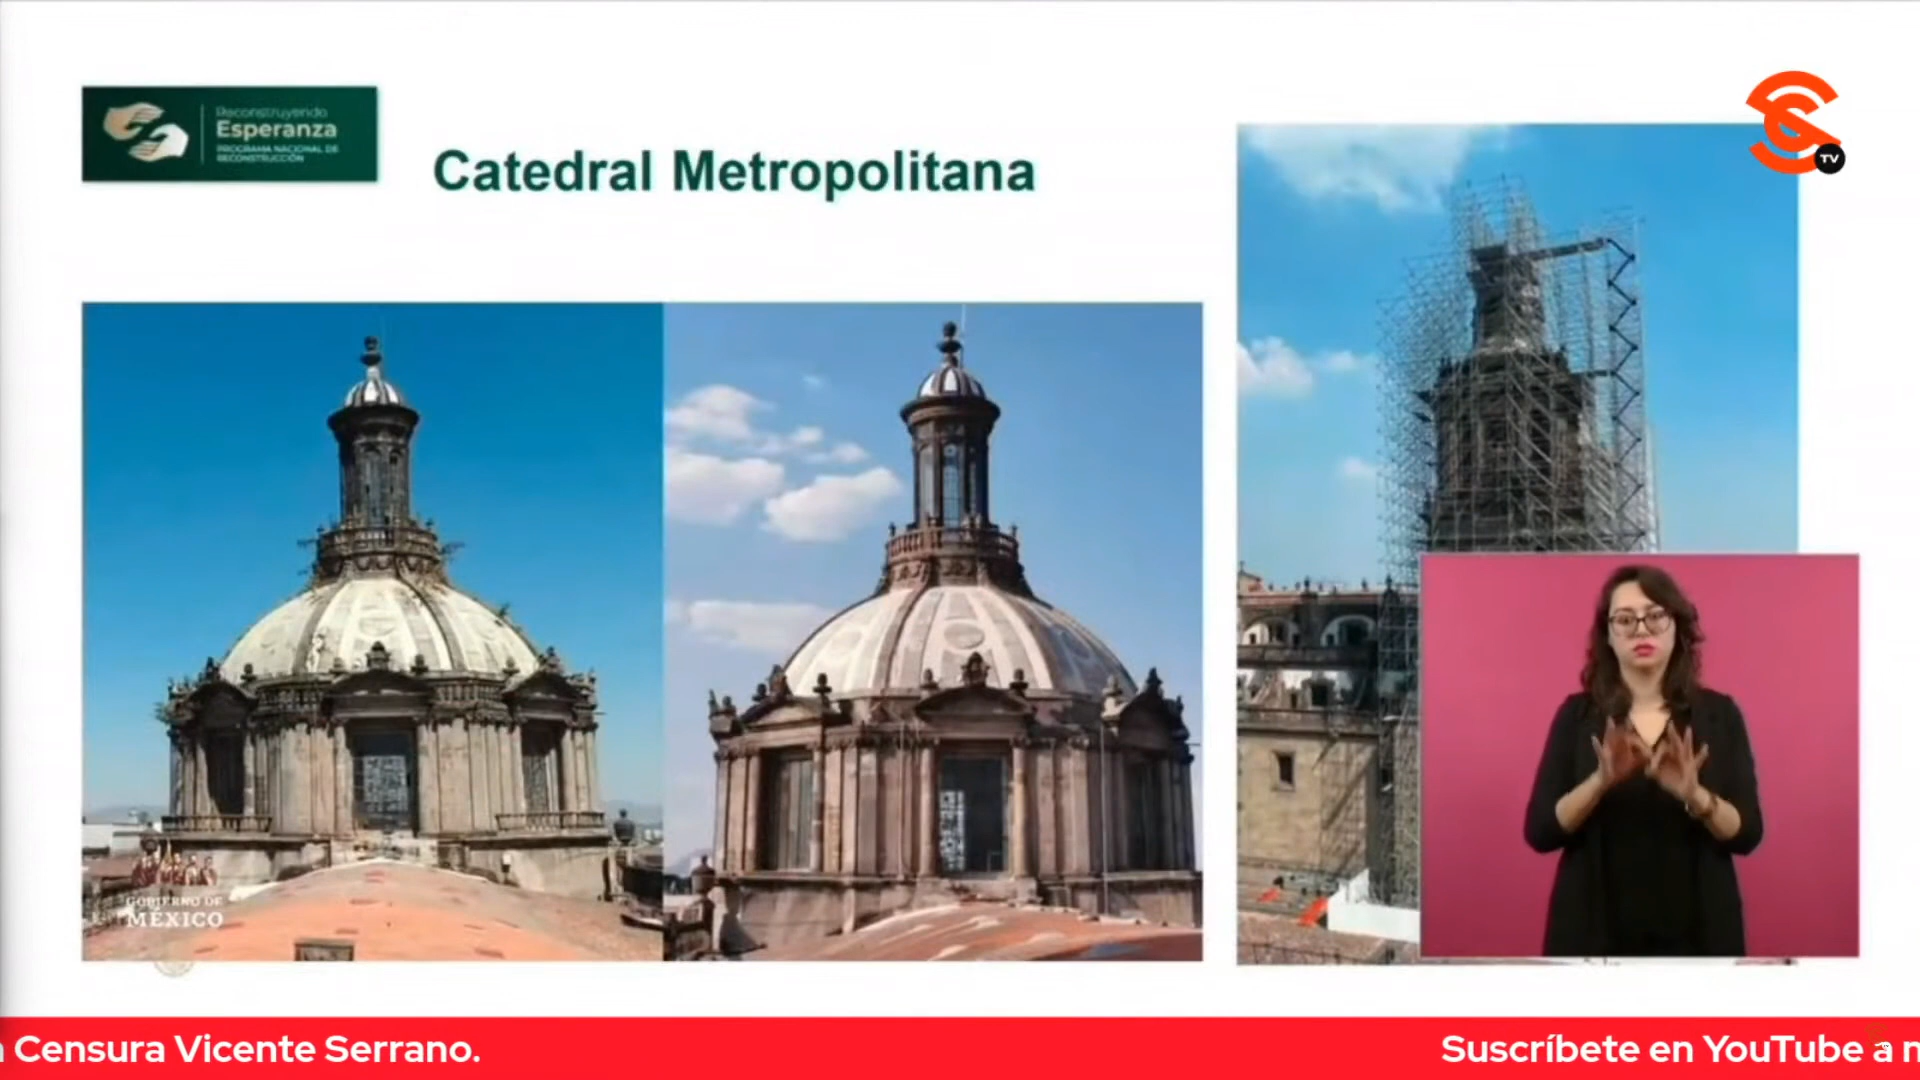 Reconstruyendo
Esperanza
PROGRAMA NACIONAL DE
RECONSTRUCCIÓN
Catedral Metropolitana
TV
GOBIERNO DE
MÉXICO
Censura Vicente Serrano.
Suscríbete en YouTube a n